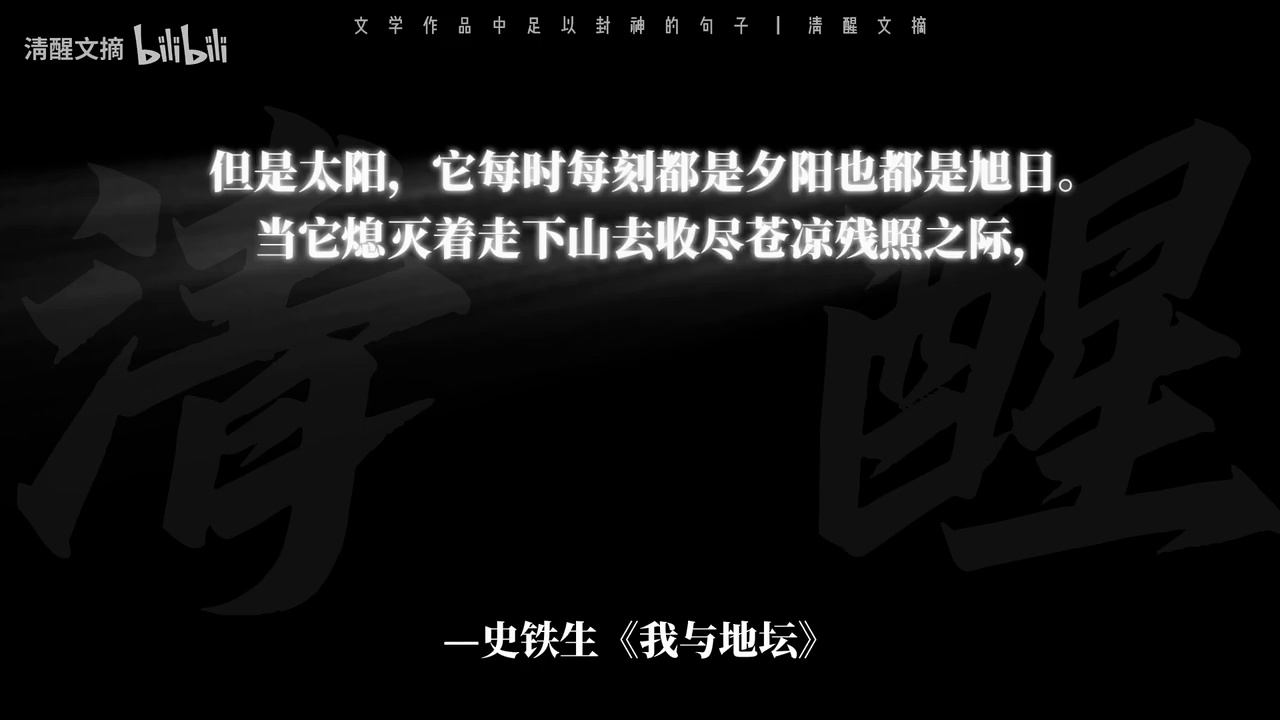 文学作品中足以封神的句子 | 清醒文摘
清醒文摘 bilibili
清醒
但是太阳，它每时每刻都是夕阳也都是旭日。
当它熄灭着走下山去收尽苍凉残照之际，
—史铁生《我与地坛》